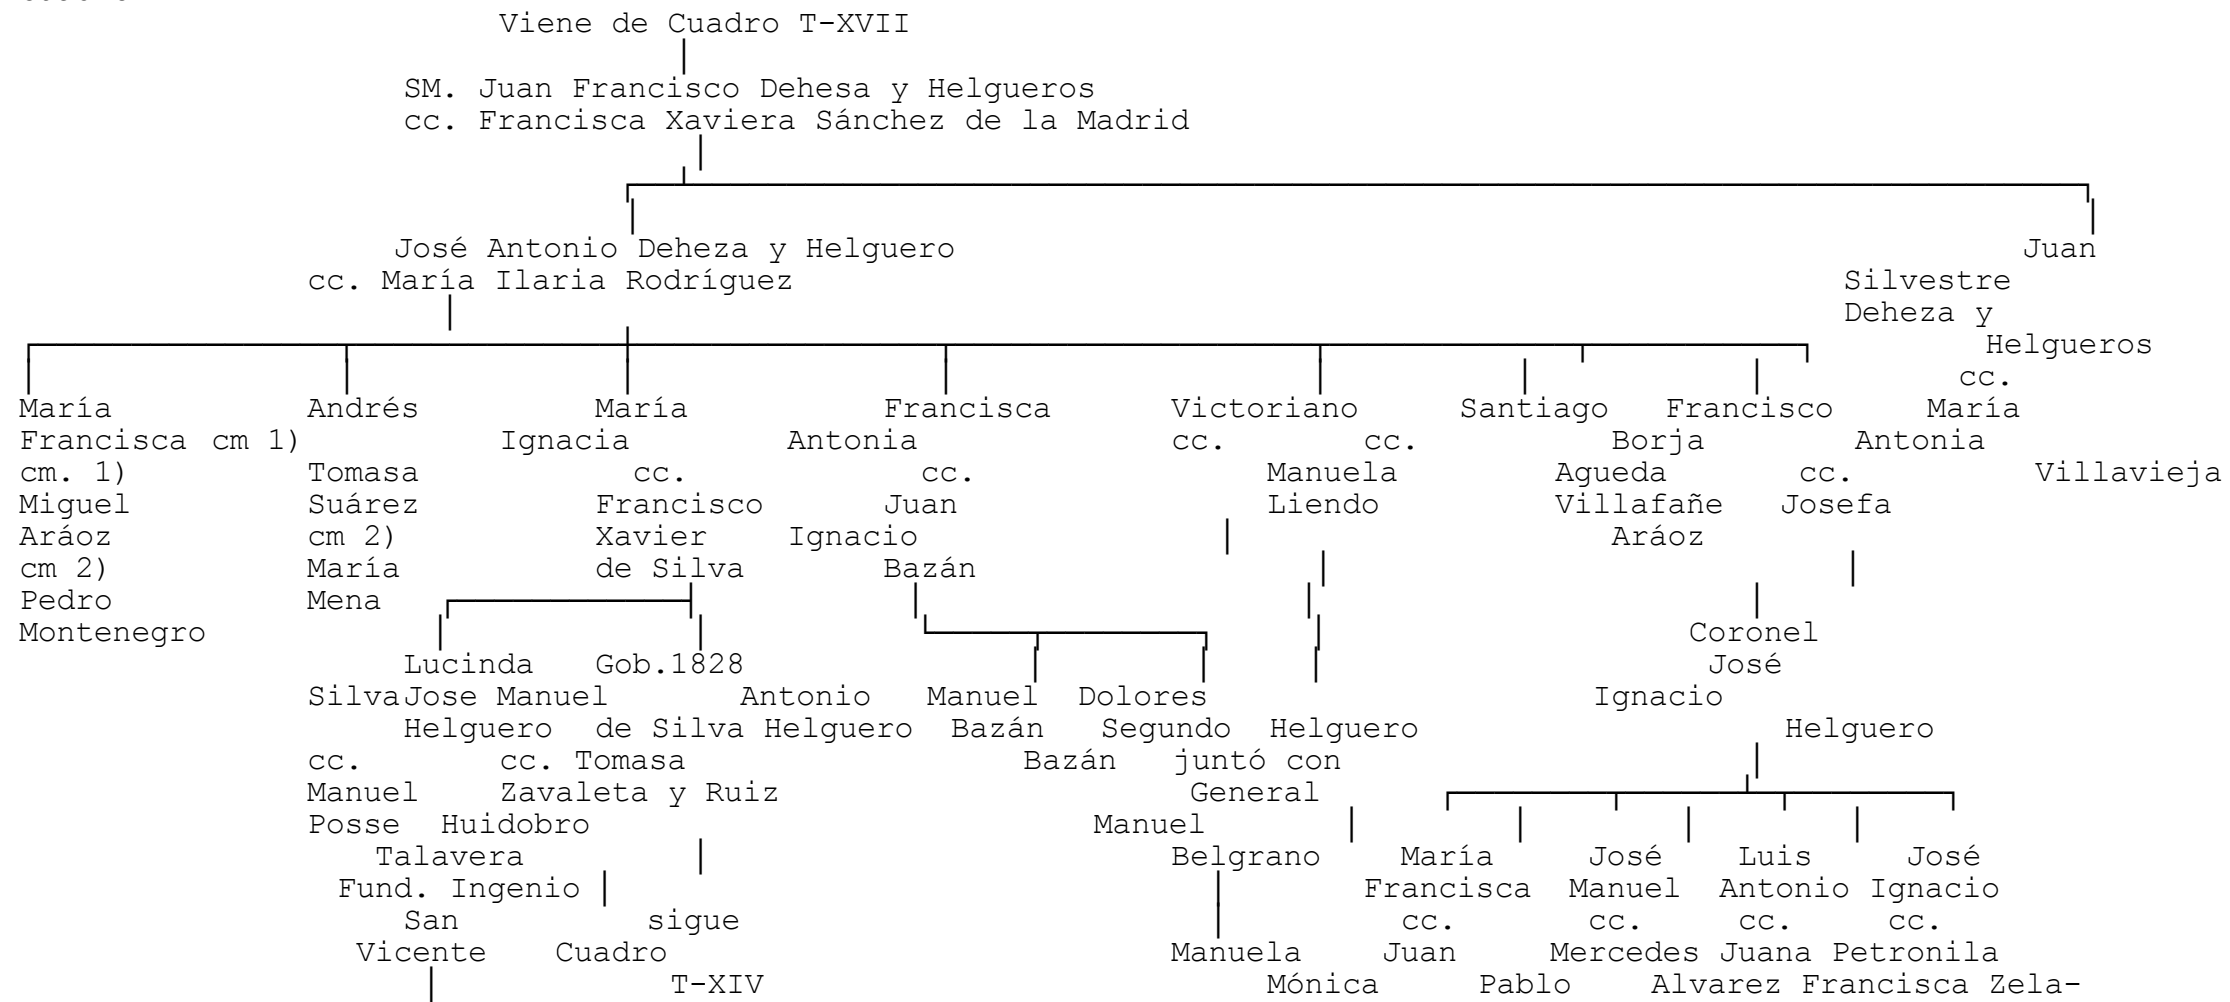 Viene de Cuadro T-XVII
SM. Juan Francisco Dehesa y Helgueros
cc. Francisca Xaviera Sánchez de la Madrid
José Antonio Deheza y Helguero Juan
cc. María Ilaria Rodríguez Silvestre
Deheza y
Helgueros
cc.
María Andrés María Francisca Victoriano Santiago Francisco María
Francisca cm 1) Ignacia Antonia cc. cc. Borja Antonia
cm. 1) Tomasa cc. cc. Manuela Agueda cc. Villavieja
Miguel Suárez Francisco Juan Liendo Villafañe Josefa
Aráoz cm 2) Xavier Ignacio Aráoz
cm 2) María de Silva Bazán
Pedro Mena
Montenegro Coronel
Lucinda Gob.1828 José
SilvaJose Manuel Antonio Manuel Dolores Ignacio
Helguero de Silva Helguero Bazán Segundo Helguero Helguero
cc. cc. Tomasa Bazán juntó con
Manuel Zavaleta y Ruiz General
Posse Huidobro Manuel
Talavera Belgrano María José Luis José
Fund. Ingenio Francisca Manuel Antonio Ignacio
San sigue cc. cc. cc. cc.
Vicente Cuadro Manuela Juan Mercedes Juana Petronila
T-XIV Mónica Pablo Alvarez Francisca Zela-